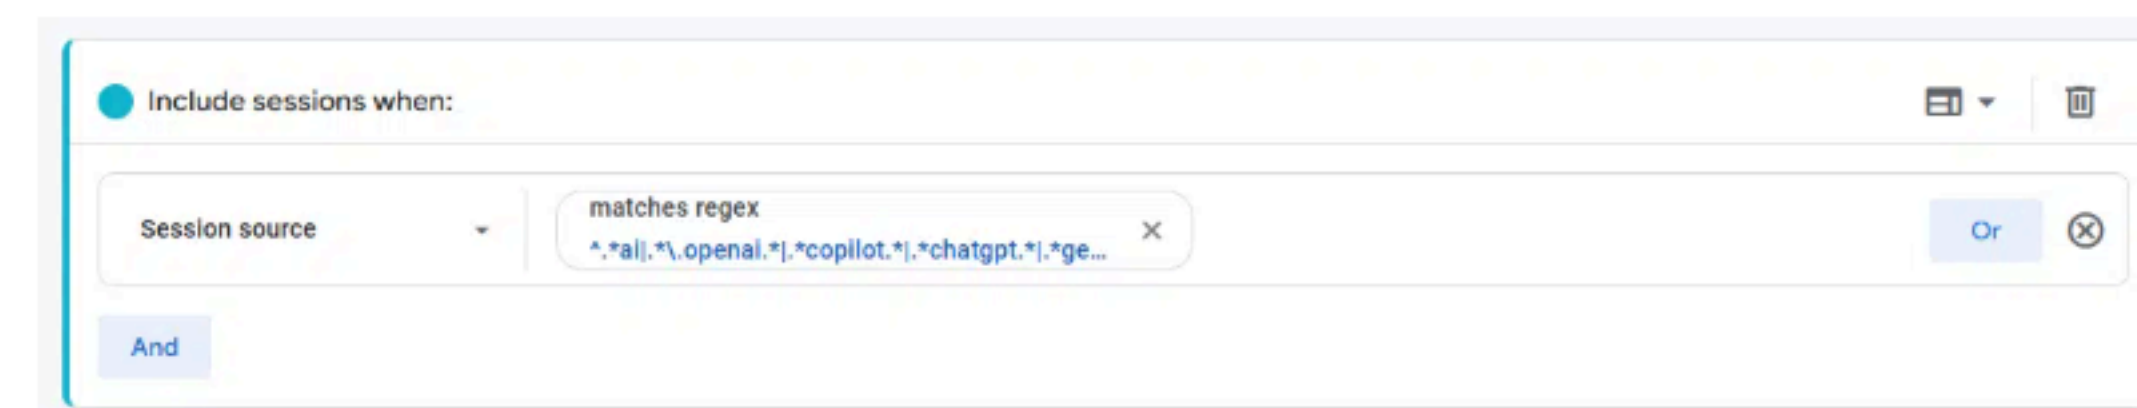 Include sessions when:
Session source
matches regex
^.*ai|.*\.openai.*|.*copilot.*|.*chatgpt.*|.*ge...
Or
And